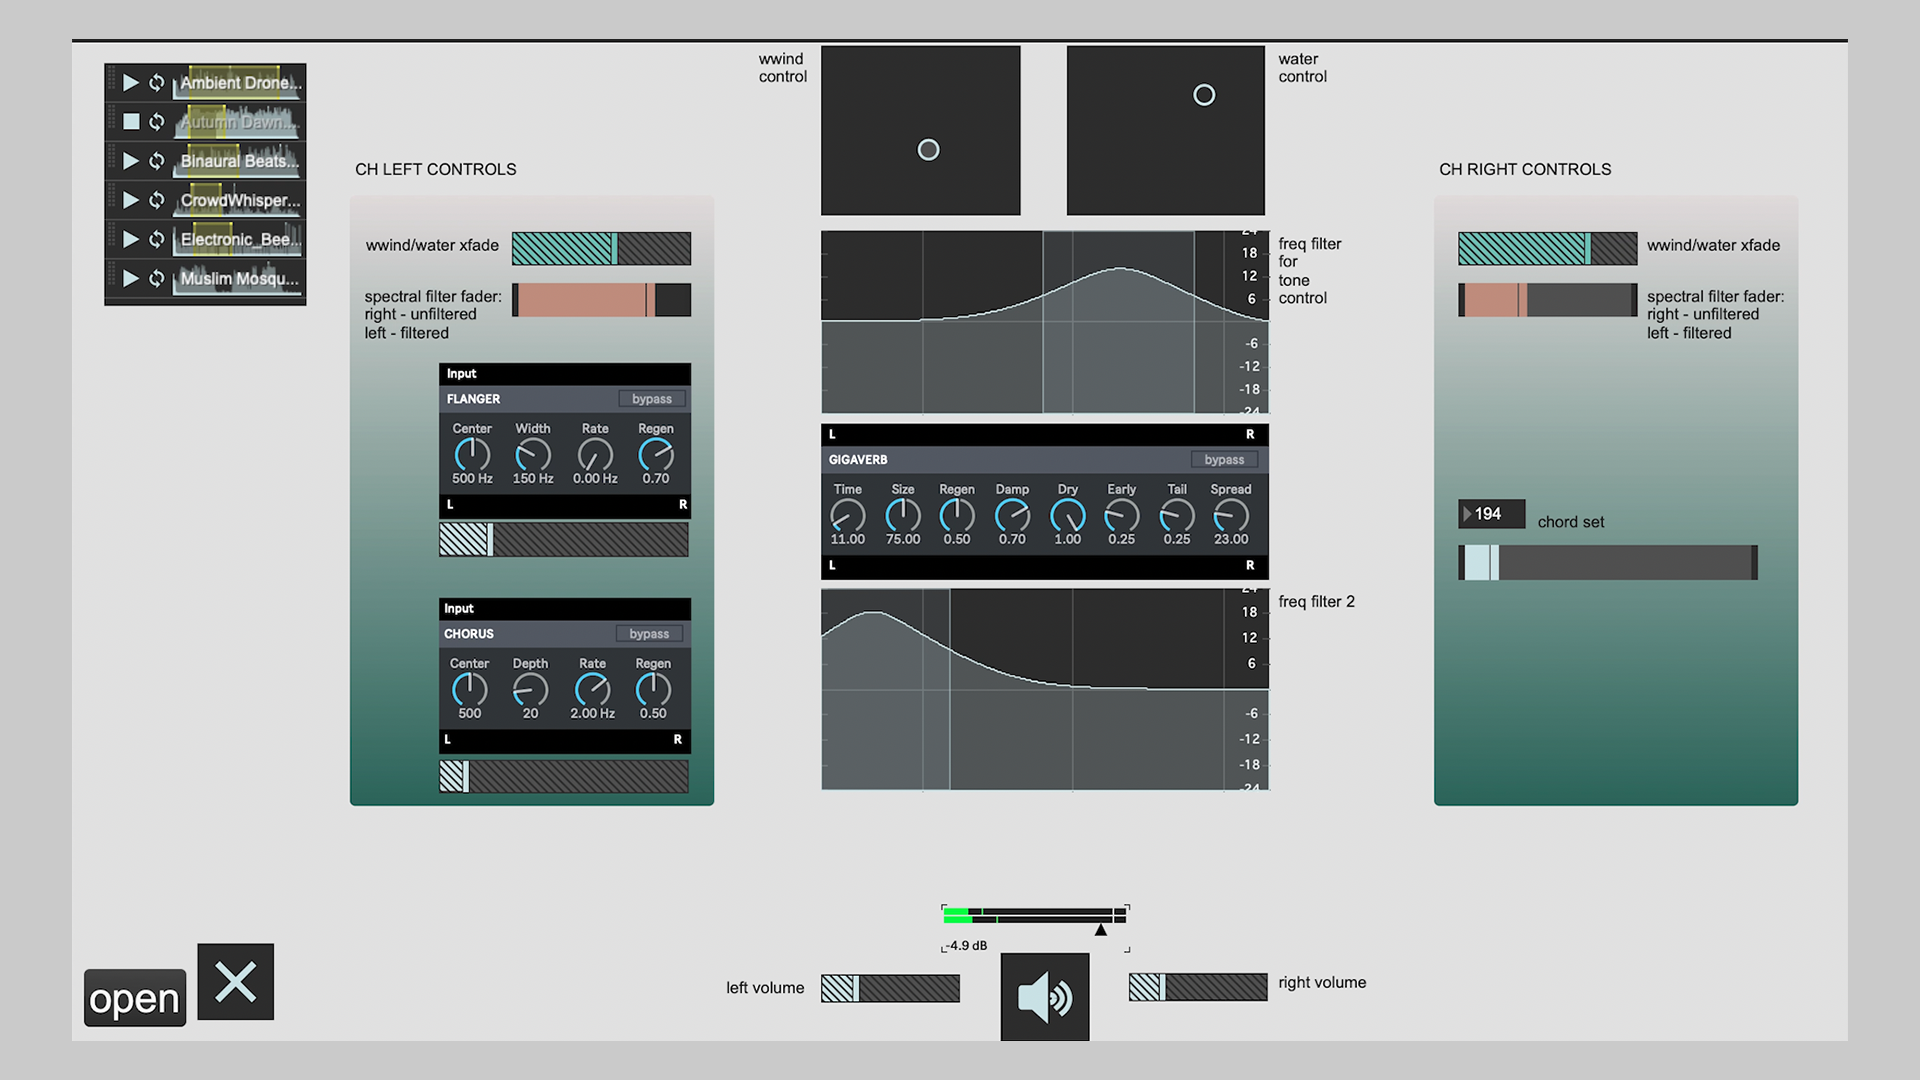 Ambient Drone...
Autumn Dawn....
Binaural Beats...
CrowdWhisper...
Electronic_Bee...
Muslim Mosqu...
CH LEFT CONTROLS
wwind/water xfade
spectral filter fader:
right - unfiltered
left - filtered
Input
FLANGER bypass
Center Width Rate Regen
500 Hz 150 Hz 0.00 Hz 0.70
L R
Input
CHORUS bypass
Center Depth Rate Regen
500 20 2.00 Hz 0.50
L R
wwind
control
water
control
24
18
12
6
-6
-12
-18
-24
freq filter
for
tone
control
L R
GIGAVERB bypass
Time Size Regen Damp Dry Early Tail Spread
11.00 75.00 0.50 0.70 1.00 0.25 0.25 23.00
L R
24
18
12
6
-6
-12
-18
-24
freq filter 2
CH RIGHT CONTROLS
wwind/water xfade
spectral filter fader:
right - unfiltered
left - filtered
194
chord set
-4.9 dB
left volume
right volume
open